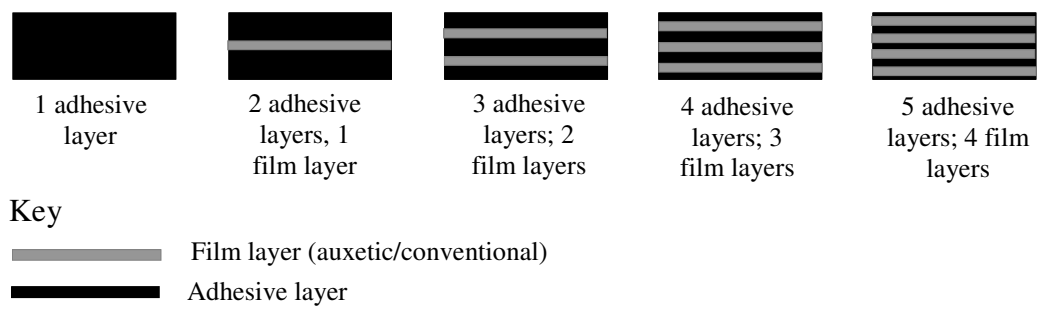 1 adhesive
layer
2 adhesive
layers, 1
film layer
3 adhesive
layers; 2
film layers
4 adhesive
layers; 3
film layers
5 adhesive
layers; 4 film
layers
Key
Film layer (auxetic/conventional)
Adhesive layer